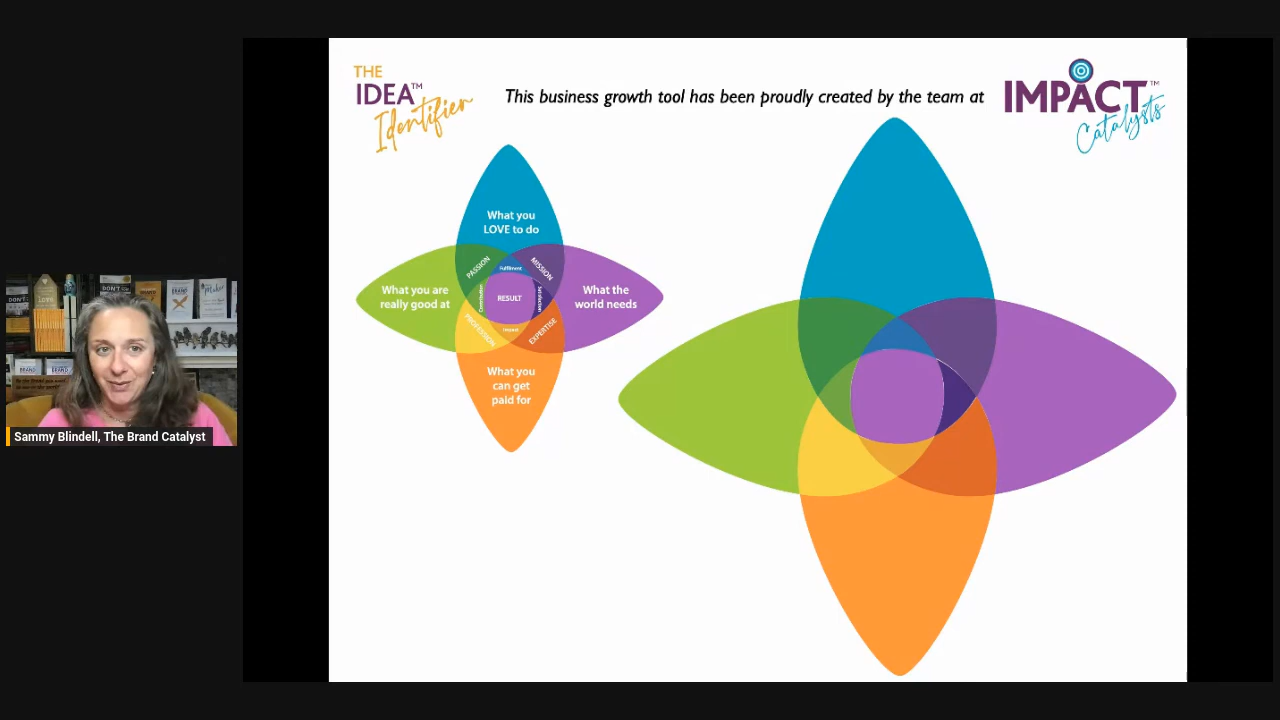 THE
IDEA™
Identifier
This business growth tool has been proudly created by the team at
IMPACT™
Catalysts
What you
LOVE to do
PASSION
Fulfilment
MISSION
What you are
really good at
RESULT
What the
world needs
PROFESSION
EXPERTISE
What you
can get
paid for
Sammy Blindell, The Brand Catalyst